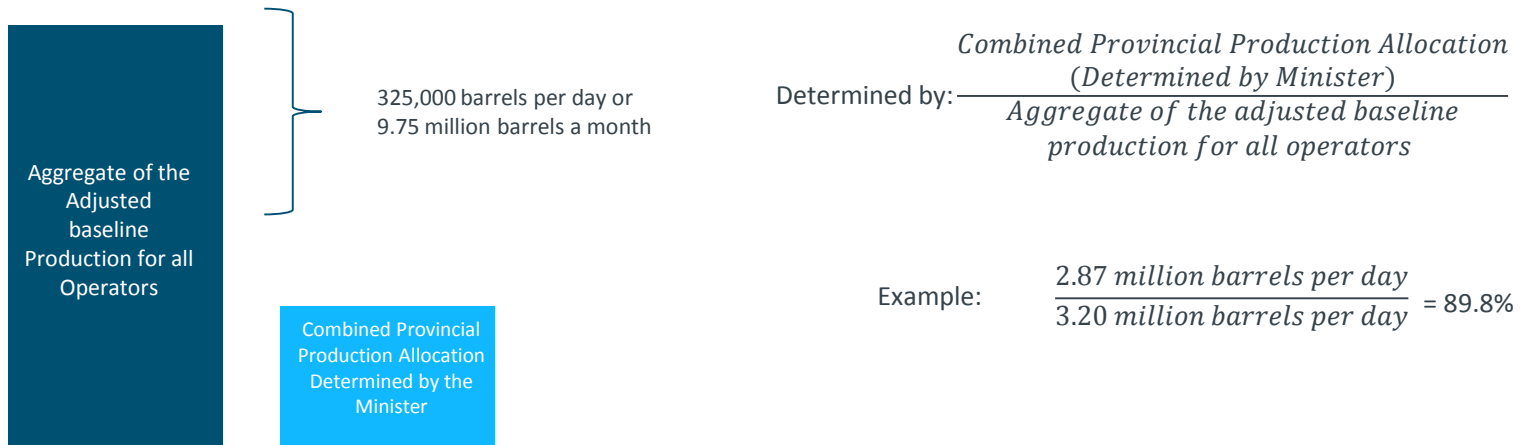 Aggregate of the
Adjusted
baseline
Production for all
Operators
325,000 barrels per day or
9.75 million barrels a month
Combined Provincial
Production Allocation
Determined by the
Minister
Determined by:
Combined Provincial Production Allocation
(Determined by Minister)
Aggregate of the adjusted baseline
production for all operators
Example:
2.87 million barrels per day
3.20 million barrels per day
= 89.8%